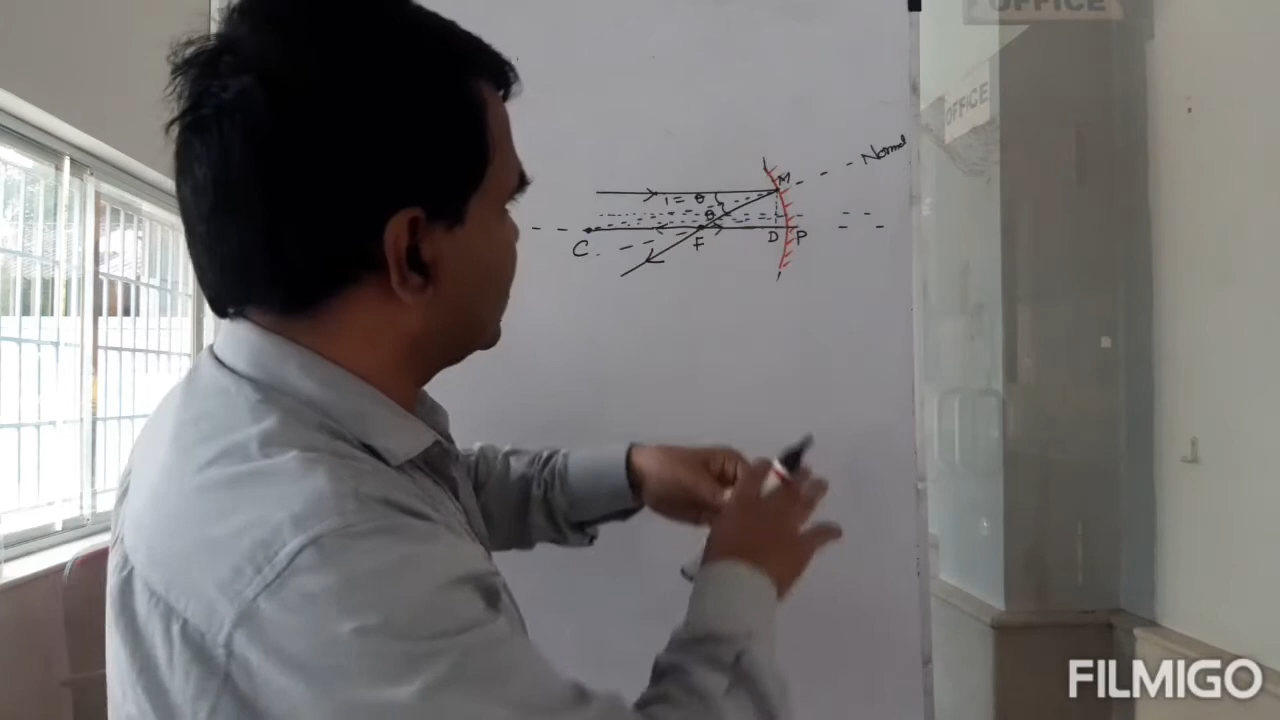 OFFICE
OFFICE
Normal
M
i = θ
θ
C
F
D
P
FILMIGO